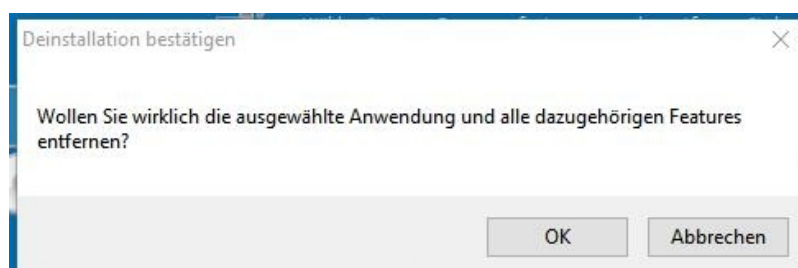 Deinstallation bestätigen
Wollen Sie wirklich die ausgewählte Anwendung und alle dazugehörigen Features
entfernen?
OK
Abbrechen